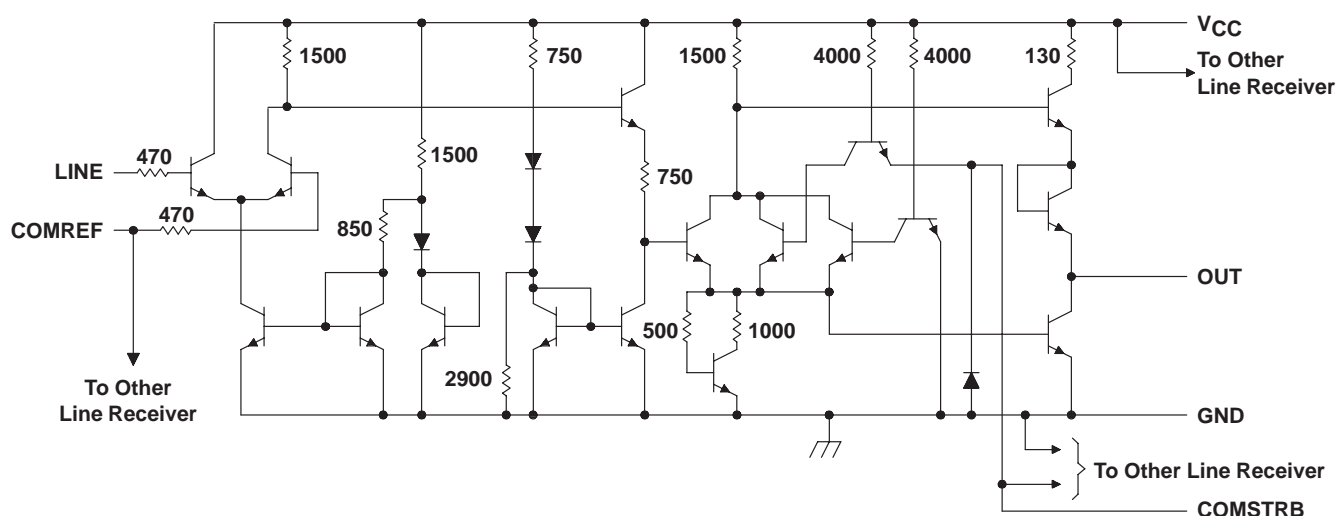 VCC
1500
750
1500
4000
4000
130
To Other
Line Receiver
LINE
470
1500
750
470
COMREF
850
OUT
500
1000
2900
To Other
Line Receiver
GND
To Other Line Receiver
COMSTRB